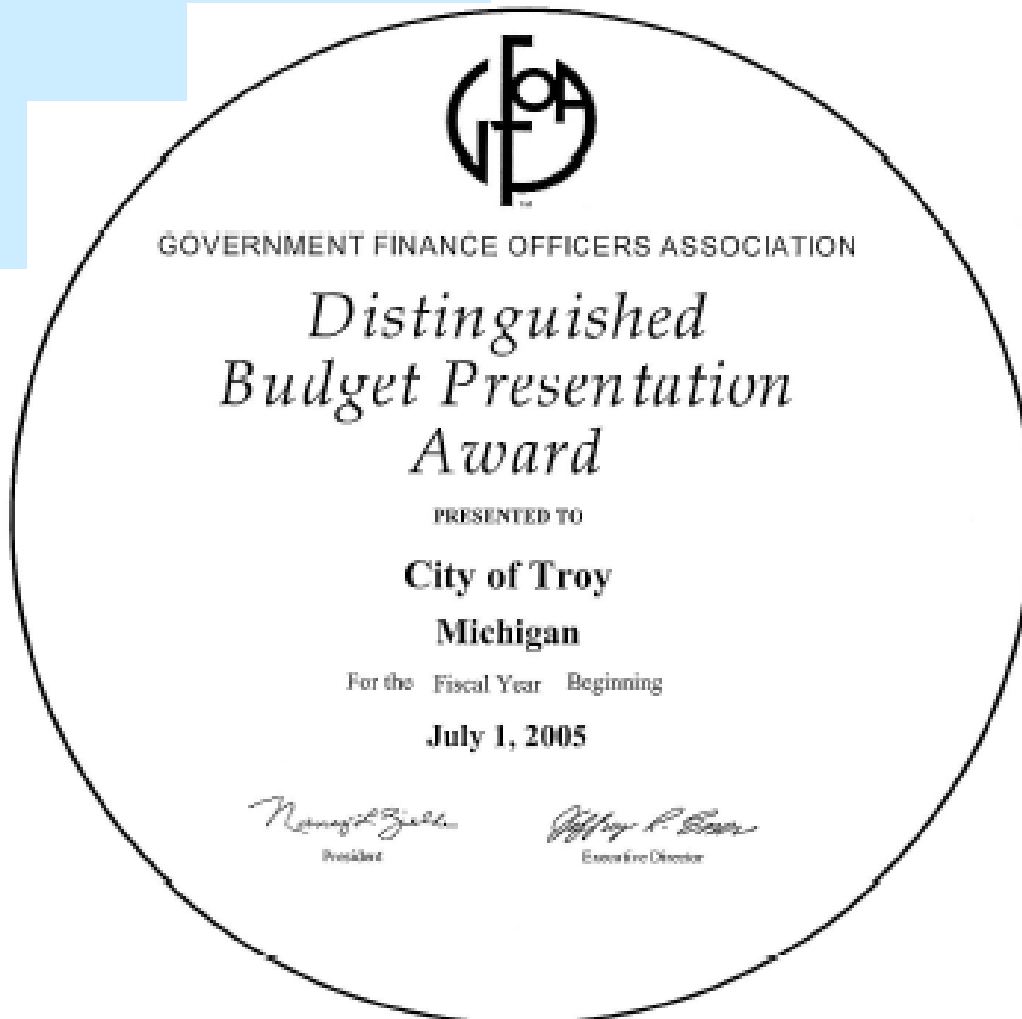 GFOA
GOVERNMENT FINANCE OFFICERS ASSOCIATION
Distinguished
Budget Presentation
Award
PRESENTED TO
City of Troy
Michigan
For the Fiscal Year Beginning
July 1, 2005
President Executive Director